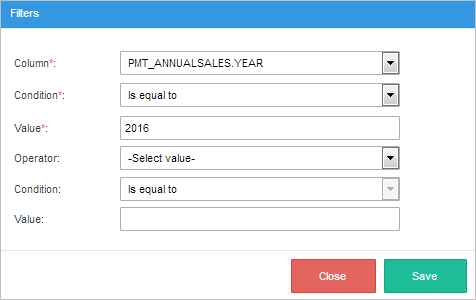 Filters
Column*: PMT_ANNUALSALES.YEAR
Condition*: Is equal to
Value*: 2016
Operator: -Select value-
Condition: Is equal to
Value:
Close Save